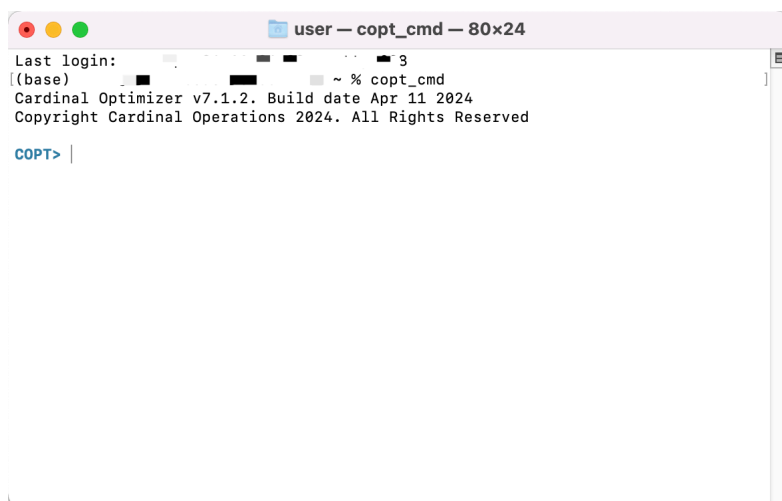 user — copt_cmd — 80×24
Last login: 3
(base) ~ % copt_cmd
Cardinal Optimizer v7.1.2. Build date Apr 11 2024
Copyright Cardinal Operations 2024. All Rights Reserved
COPT>